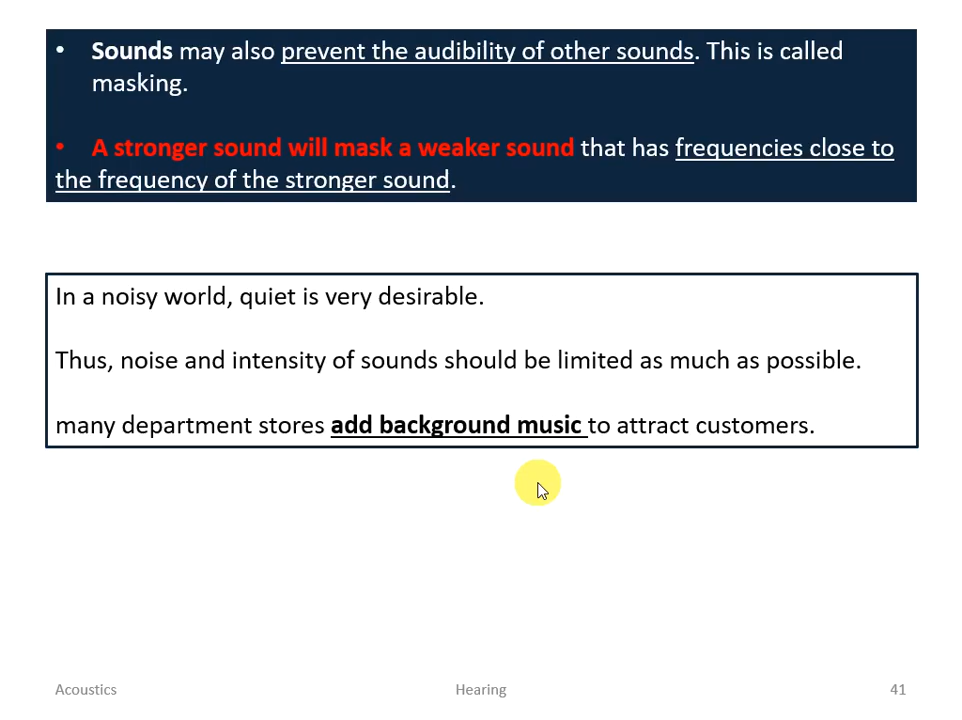 • Sounds may also prevent the audibility of other sounds. This is called
masking.
• A stronger sound will mask a weaker sound that has frequencies close to
the frequency of the stronger sound.
In a noisy world, quiet is very desirable.
Thus, noise and intensity of sounds should be limited as much as possible.
many department stores add background music to attract customers.
Acoustics Hearing 41